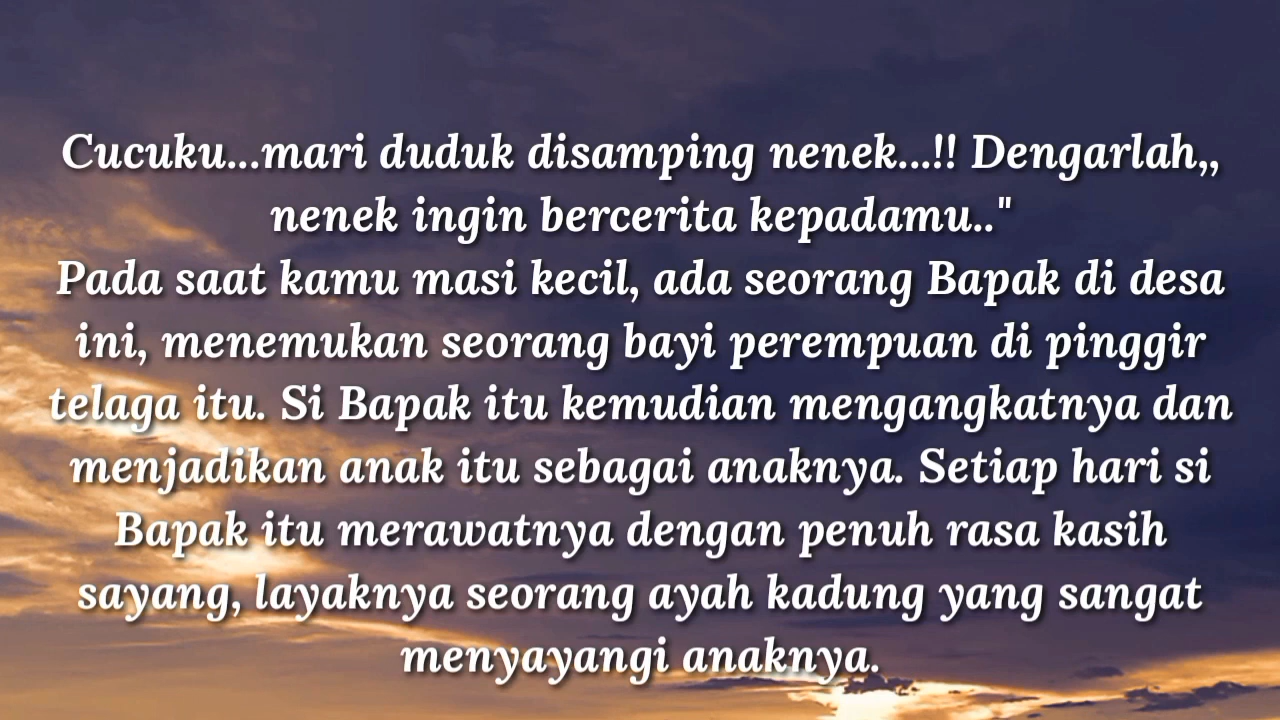 Cucuku...mari duduk disamping nenek...!! Dengarlah,,
nenek ingin bercerita kepadamu.."
Pada saat kamu masi kecil, ada seorang Bapak di desa
ini, menemukan seorang bayi perempuan di pinggir
telaga itu. Si Bapak itu kemudian mengangkatnya dan
menjadikan anak itu sebagai anaknya. Setiap hari si
Bapak itu merawatnya dengan penuh rasa kasih
sayang, layaknya seorang ayah kadung yang sangat
menyayangi anaknya.